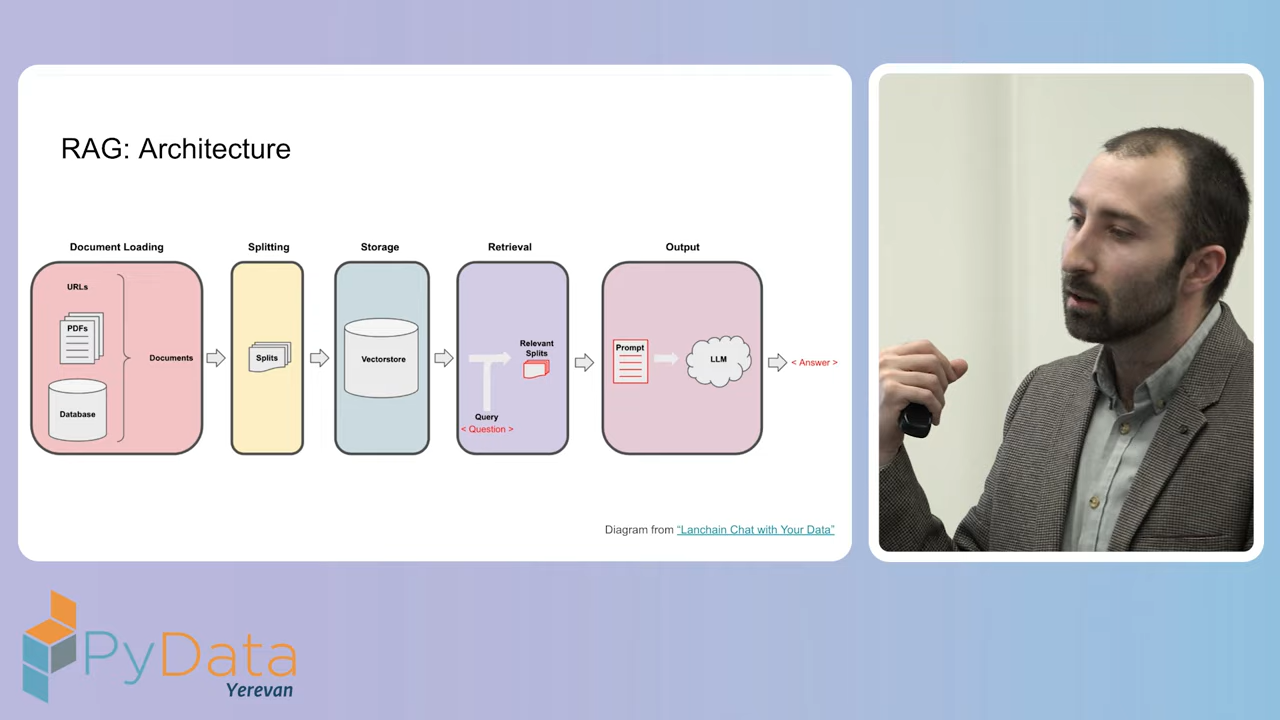 RAG: Architecture
Document Loading
Splitting
Storage
Retrieval
Output
URLs
PDFs
Documents
Database
Splits
Vectorstore
Relevant
Splits
Query
< Question >
Prompt
LLM
< Answer >
Diagram from “Lanchain Chat with Your Data”
PyData
Yerevan